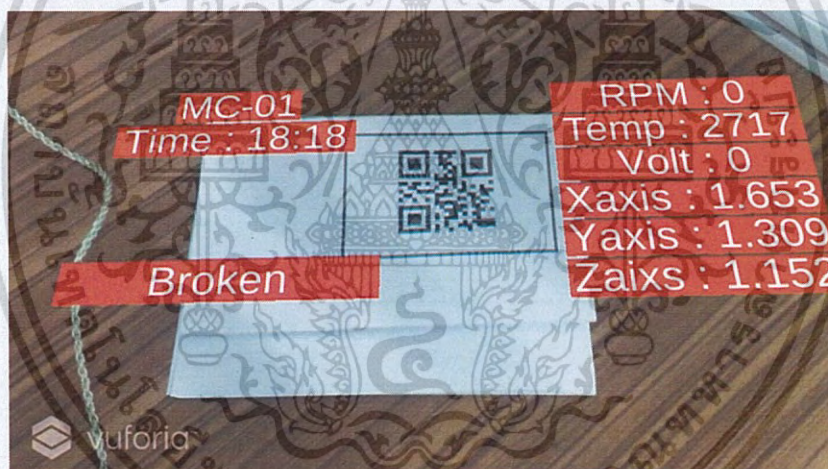 MC-01
Time : 18:18
Broken
RPM : 0
Temp : 2717
Volt : 0
Xaxis : 1.653
Yaxis : 1.309
Zaixs : 1.152
vuforia